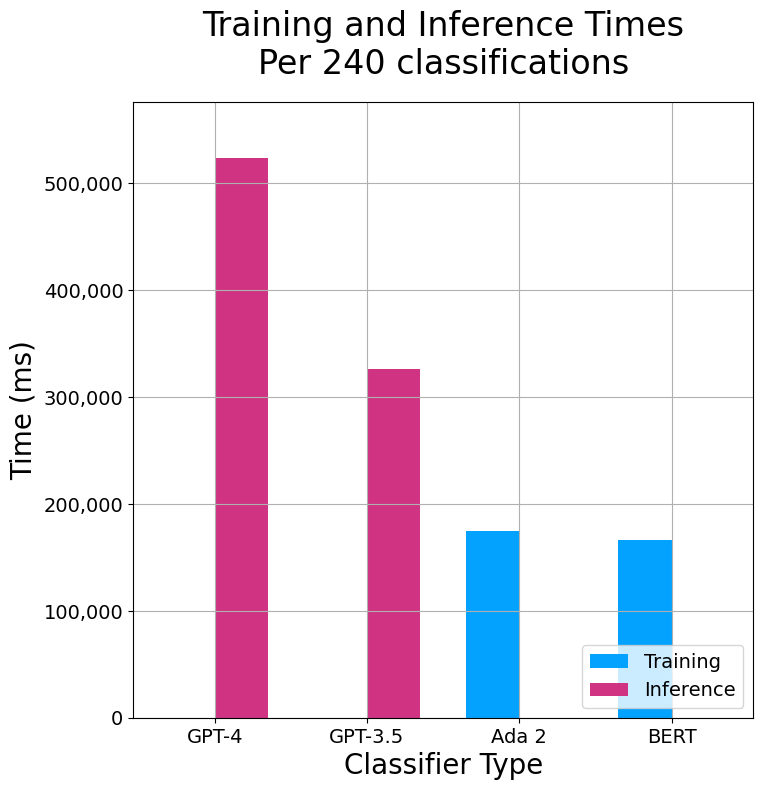 Training and Inference Times
Per 240 classifications
500,000
400,000
300,000
200,000
100,000
0
Time (ms)
GPT-4
GPT-3.5
Ada 2
BERT
Classifier Type
Training
Inference